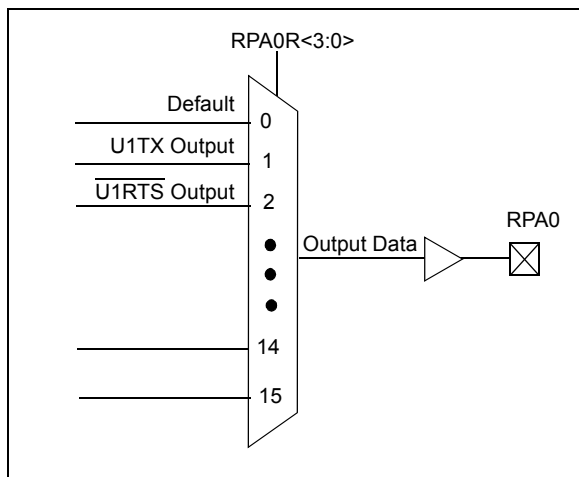 RPA0R<3:0>
Default
0
U1TX Output
1
U1RTS Output
2
RPA0
Output Data
14
15